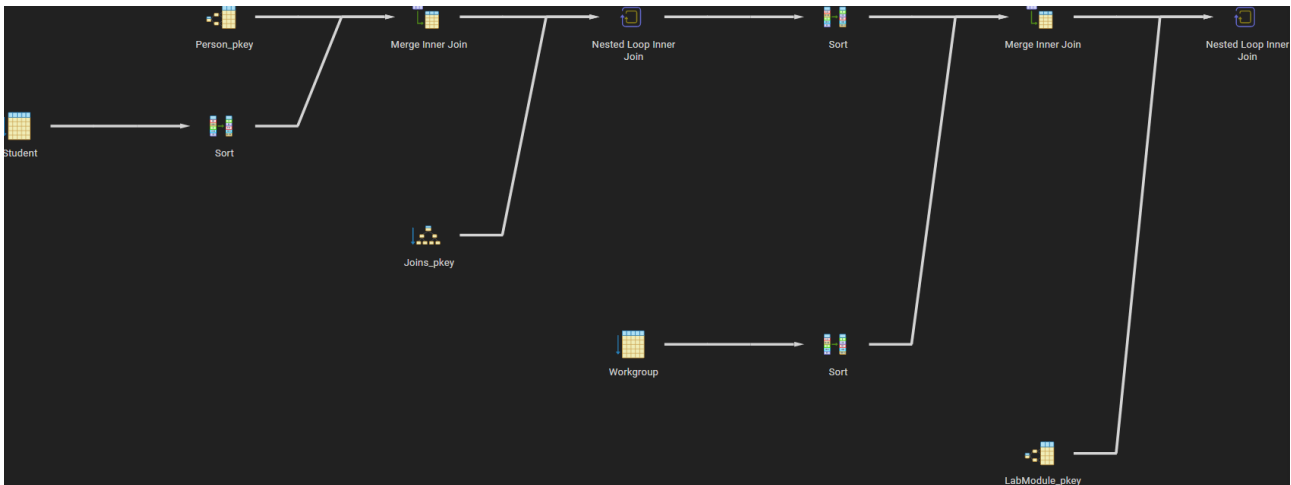 Person_pkey
Merge Inner Join
Nested Loop Inner
Join
Sort
Merge Inner Join
Nested Loop Inner
Join
Student
Sort
Joins_pkey
Workgroup
Sort
LabModule_pkey